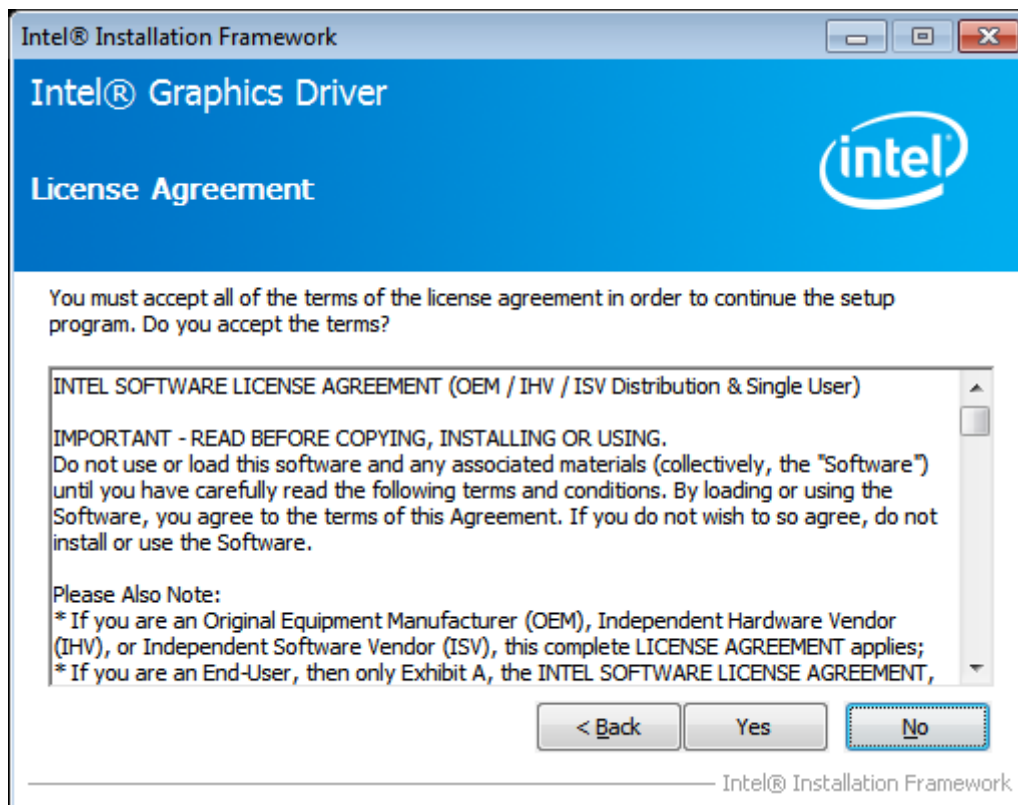 Intel® Installation Framework
Intel® Graphics Driver
intel
License Agreement
You must accept all of the terms of the license agreement in order to continue the setup
program. Do you accept the terms?
INTEL SOFTWARE LICENSE AGREEMENT (OEM / IHV / ISV Distribution & Single User)
IMPORTANT - READ BEFORE COPYING, INSTALLING OR USING.
Do not use or load this software and any associated materials (collectively, the "Software")
until you have carefully read the following terms and conditions. By loading or using the
Software, you agree to the terms of this Agreement. If you do not wish to so agree, do not
install or use the Software.
Please Also Note:
* If you are an Original Equipment Manufacturer (OEM), Independent Hardware Vendor
(IHV), or Independent Software Vendor (ISV), this complete LICENSE AGREEMENT applies;
* If you are an End-User, then only Exhibit A, the INTEL SOFTWARE LICENSE AGREEMENT,
< Back Yes No
Intel® Installation Framework